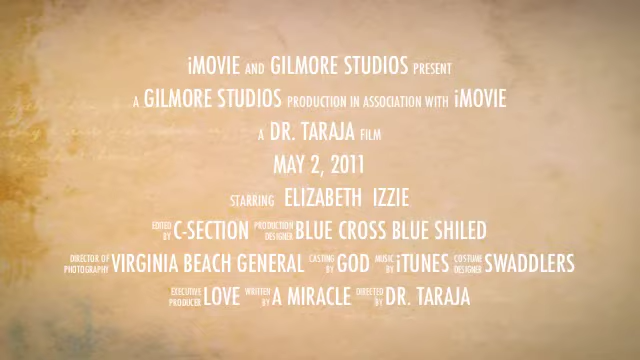 iMOVIE AND GILMORE STUDIOS PRESENT
A GILMORE STUDIOS PRODUCTION IN ASSOCIATION WITH iMOVIE
A DR. TARAJA FILM
MAY 2, 2011
STARRING ELIZABETH IZZIE
EDITED BY C-SECTION PRODUCTION DESIGNER BLUE CROSS BLUE SHILED
DIRECTOR OF PHOTOGRAPHY VIRGINIA BEACH GENERAL CASTING BY GOD MUSIC BY iTUNES COSTUME DESIGNER SWADDLERS
EXECUTIVE PRODUCER LOVE WRITTEN BY A MIRACLE DIRECTED BY DR. TARAJA